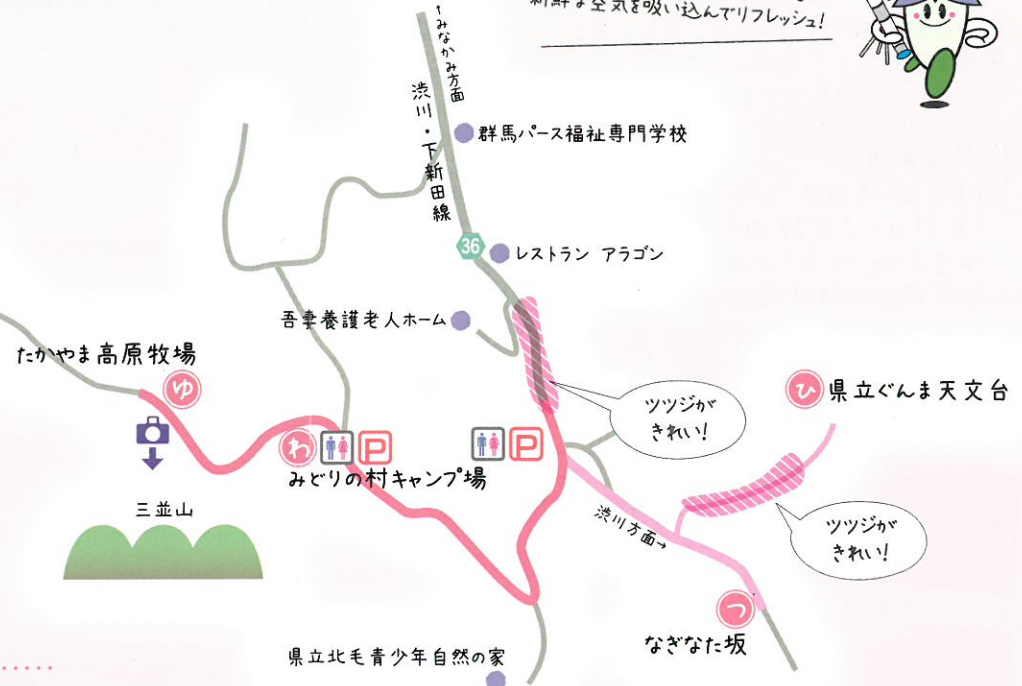 新鮮な空気を吸い込んでリフレッシュ!
↑みなかみ方面
渋川・下新田線
群馬パース福祉専門学校
36
レストラン アラゴン
吾妻養護老人ホーム
たかやま高原牧場
ゆ
ツツジが
きれい!
ひ 県立ぐんま天文台
わ
P
P
みどりの村キャンプ場
三並山
渋川方面→
ツツジが
きれい!
つ
なぎなた坂
県立北毛青少年自然の家